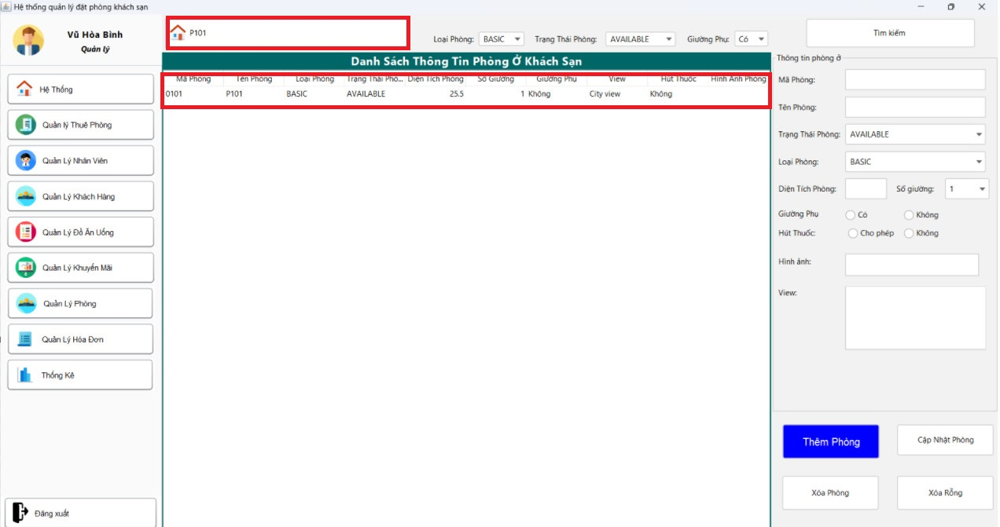 Hệ thống quản lý đặt phòng khách sạn
Vũ Hòa Bình
Quản lý
Hệ Thống
Quản lý Thuê Phòng
Quản Lý Nhân Viên
Quản Lý Khách Hàng
Quản Lý Đồ Ăn Uống
Quản Lý Khuyến Mãi
Quản Lý Phòng
Quản Lý Hóa Đơn
Thống Kê
Đăng xuất
P101
Loại Phòng: BASIC Trạng Thái Phòng: AVAILABLE Giường Phụ: Có
Tìm kiếm
Danh Sách Thông Tin Phòng Ở Khách Sạn
Mã Phòng Tên Phòng Loại Phòng Trạng Thái Phò... Diện Tích Phòng Số Giường Giường Phụ View Hút Thuốc Hình Ảnh Phòng
0101 P101 BASIC AVAILABLE 25.5 1 Không City view Không
Thông tin phòng ở
Mã Phòng:
Tên Phòng:
Trạng Thái Phòng: AVAILABLE
Loại Phòng: BASIC
Diện Tích Phòng: Số giường: 1
Giường Phụ Có Không
Hút Thuốc: Cho phép Không
Hình ảnh:
View:
Thêm Phòng
Cập Nhật Phòng
Xóa Phòng
Xóa Rỗng